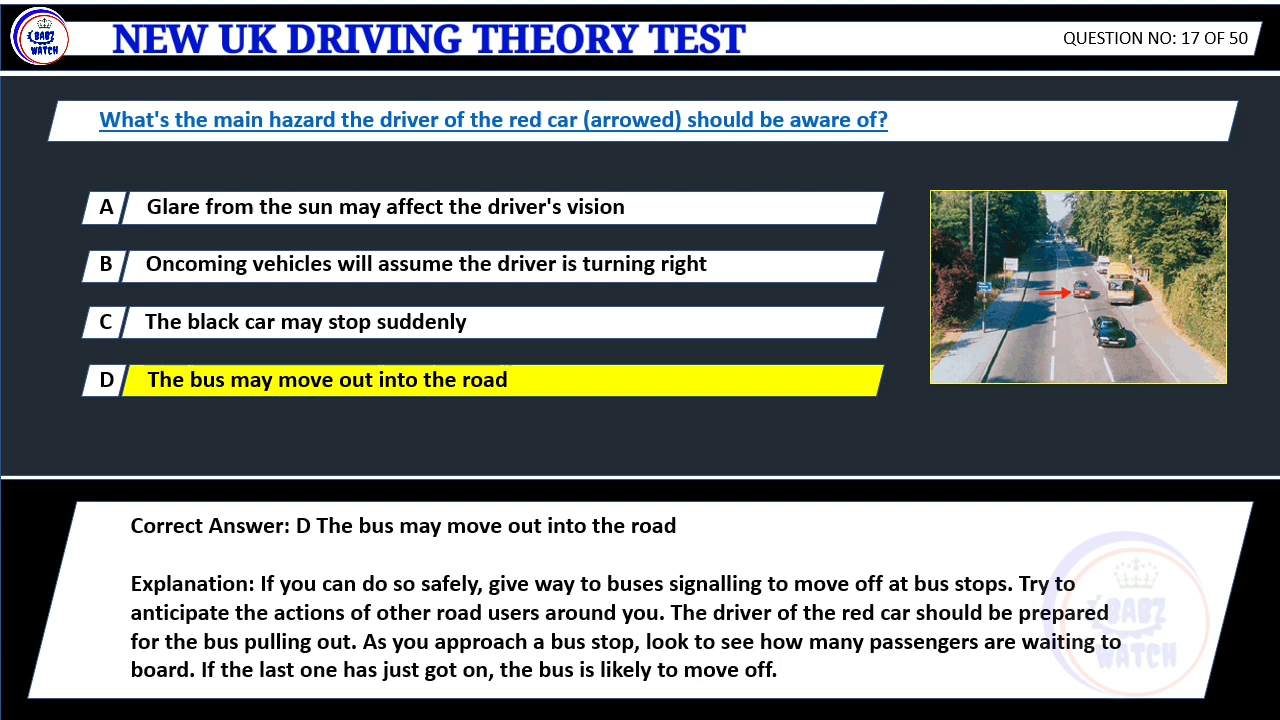 BABZ
WATCH
NEW UK DRIVING THEORY TEST
QUESTION NO: 17 OF 50
What's the main hazard the driver of the red car (arrowed) should be aware of?
A Glare from the sun may affect the driver's vision
B Oncoming vehicles will assume the driver is turning right
C The black car may stop suddenly
D The bus may move out into the road
Correct Answer: D The bus may move out into the road
Explanation: If you can do so safely, give way to buses signalling to move off at bus stops. Try to
anticipate the actions of other road users around you. The driver of the red car should be prepared
for the bus pulling out. As you approach a bus stop, look to see how many passengers are waiting to
board. If the last one has just got on, the bus is likely to move off.
BABZ
WATCH